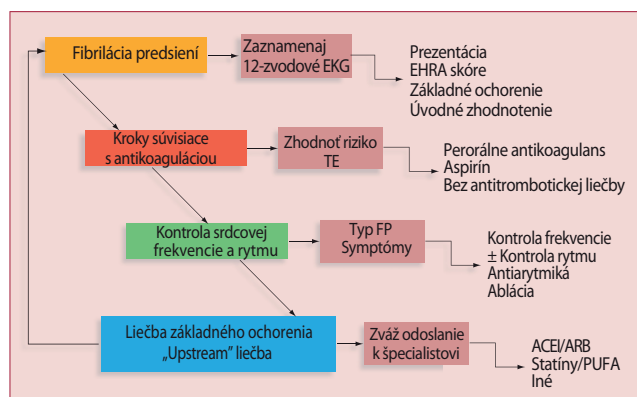 Fibrilácia predsiení
Zaznamenaj
12-zvodové EKG
Prezentácia
EHRA skóre
Základné ochorenie
Úvodné zhodnotenie
Kroky súvisiace
s antikoaguláciou
Zhodnoť riziko
TE
Perorálne antikoagulans
Aspirín
Bez antitrombotickej liečby
Kontrola srdcovej
frekvencie a rytmu
Typ FP
Symptómy
Kontrola frekvencie
± Kontrola rytmu
Antiarytmiká
Ablácia
Liečba základného ochorenia
„Upstream” liečba
Zváž odoslanie
k špecialistovi
ACEI/ARB
Statíny/PUFA
Iné